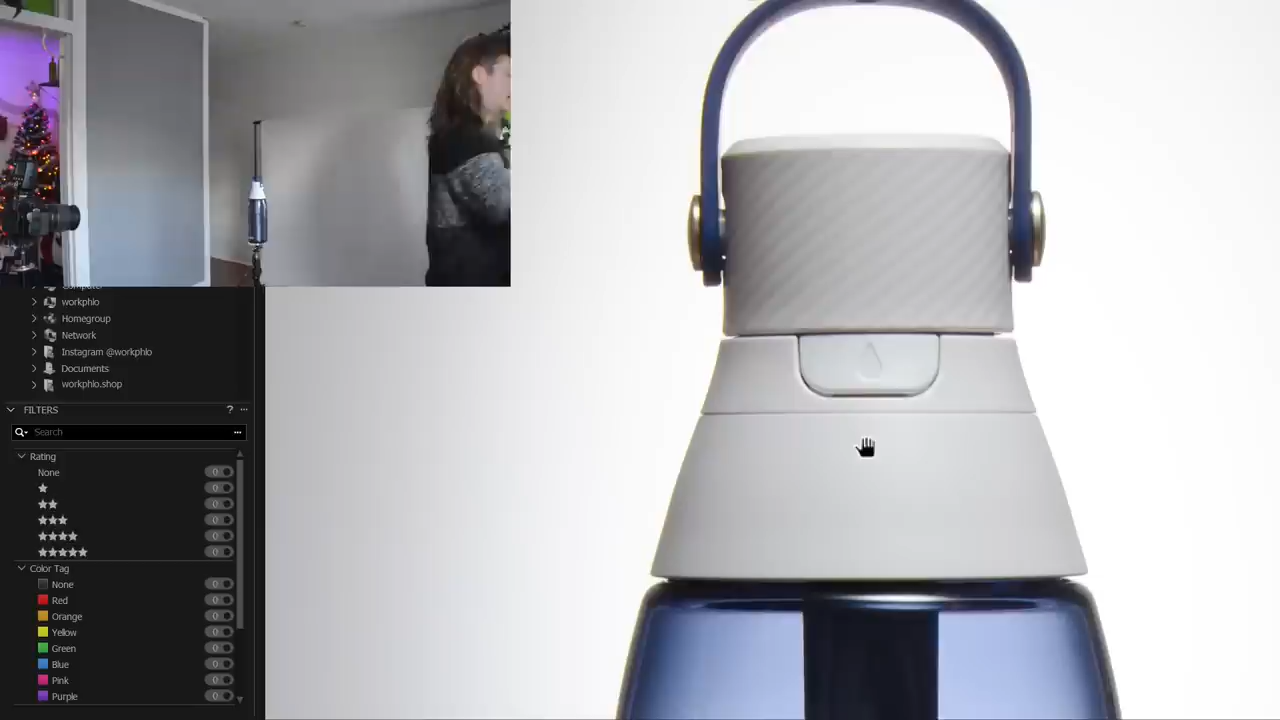 workphlo
Homegroup
Network
Instagram @workphlo
Documents
workphlo.shop
FILTERS ? ...
Search ...
Rating
None 0
0
0
0
0
0
Color Tag
None 0
Red 0
Orange 0
Yellow 0
Green 0
Blue 0
Pink 0
Purple 0